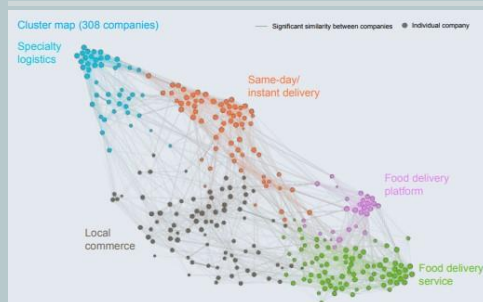 Cluster map (308 companies)
Significant similarity between companies
Individual company
Specialty
logistics
Same-day/
instant delivery
Food delivery
platform
Local
commerce
Food delivery
service